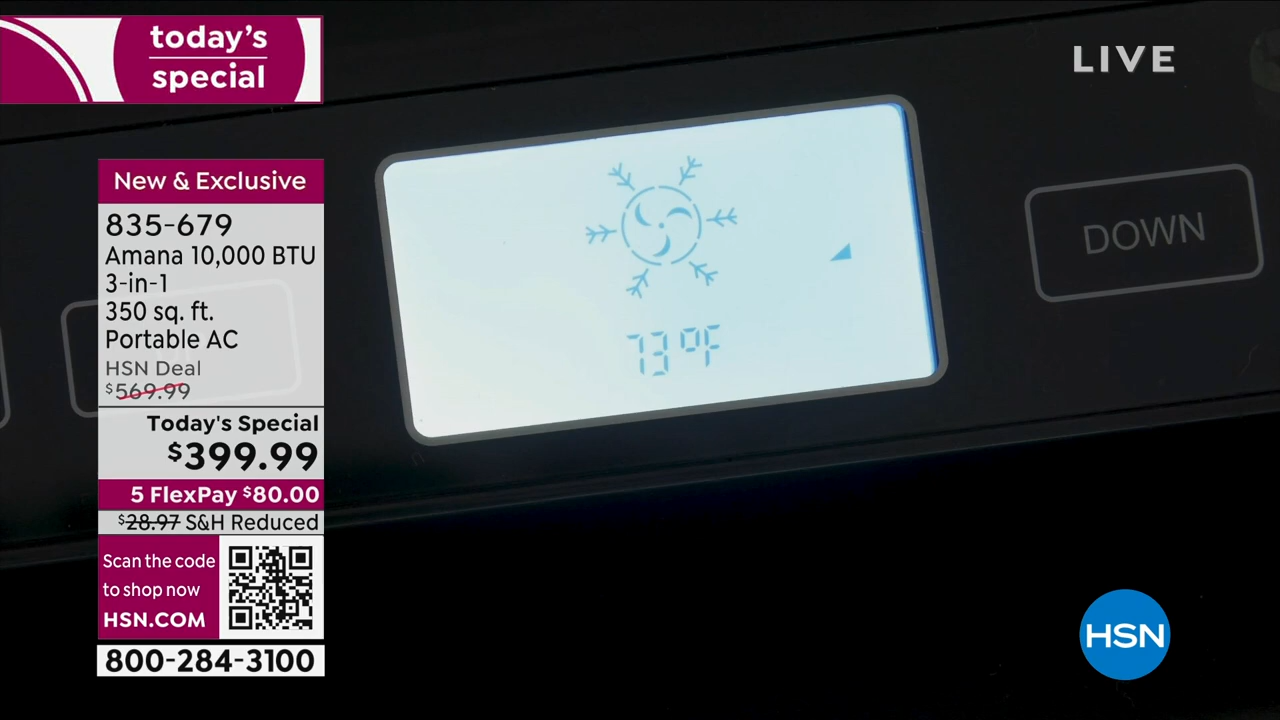 today's
special
LIVE
New & Exclusive
835-679
Amana 10,000 BTU
3-in-1
350 sq. ft.
Portable AC
HSN Deal
$569.99
Today's Special
$399.99
5 FlexPay $80.00
$28.97 S&H Reduced
Scan the code
to shop now
HSN.COM
800-284-3100
73°F
DOWN
HSN